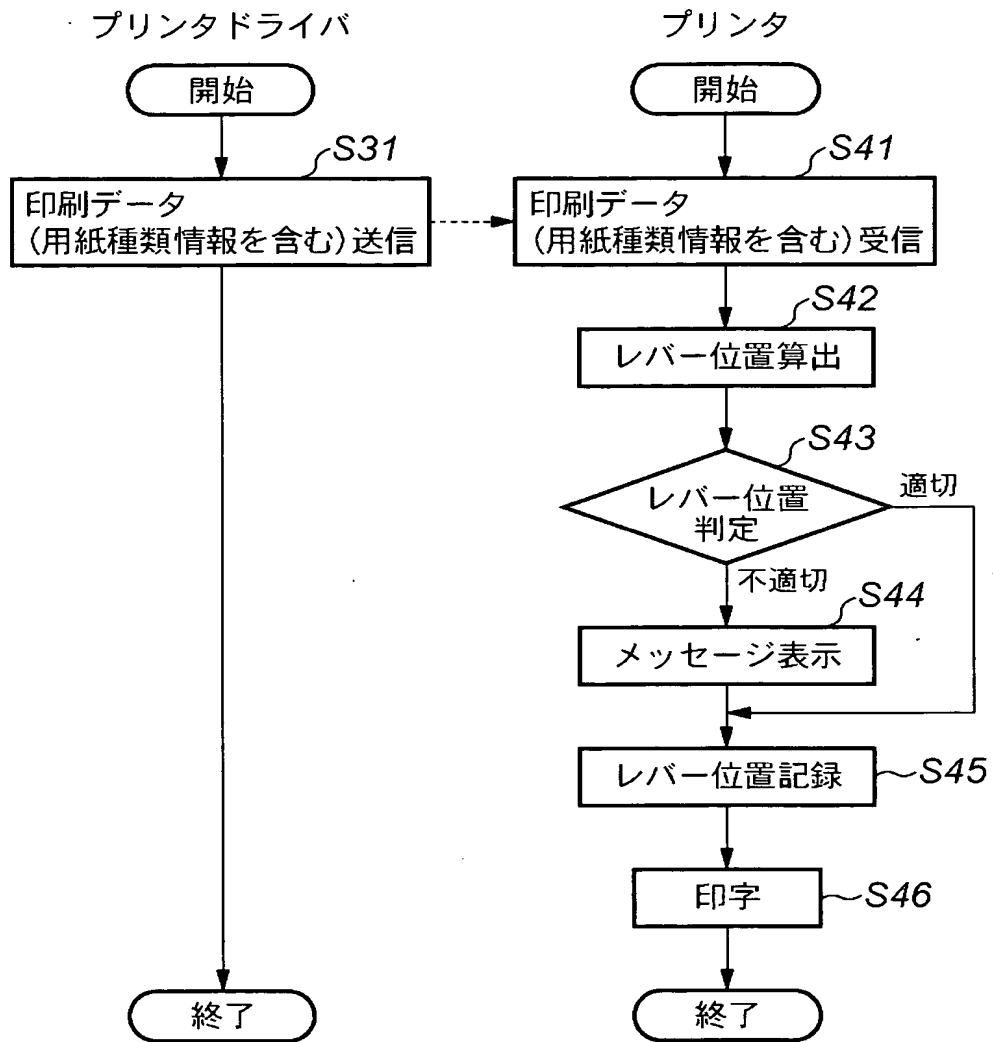 プリンタドライバ
プリンタ
開始
開始
S31
S41
印刷データ
(用紙種類情報を含む)送信
印刷データ
(用紙種類情報を含む)受信
S42
レバー位置算出
S43
レバー位置
判定
適切
不適切
S44
メッセージ表示
レバー位置記録
S45
印字
S46
終了
終了